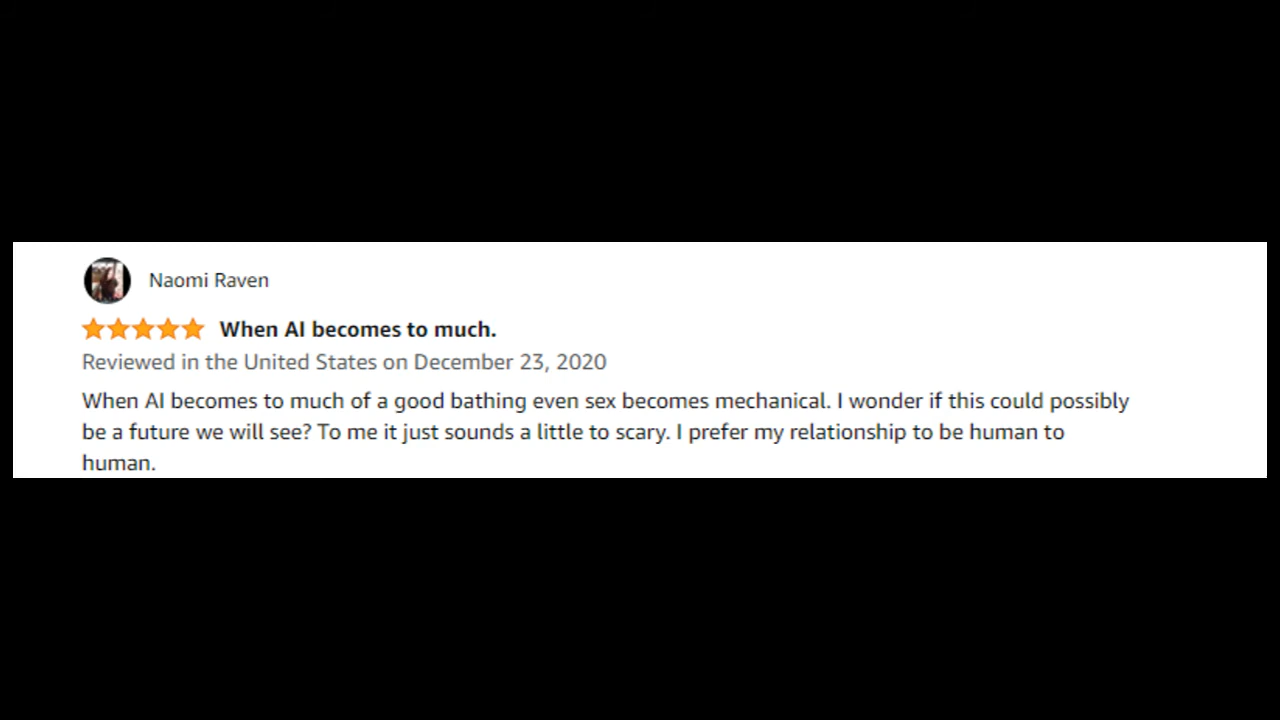 Naomi Raven
When AI becomes to much.
Reviewed in the United States on December 23, 2020
When AI becomes to much of a good bathing even sex becomes mechanical. I wonder if this could possibly
be a future we will see? To me it just sounds a little to scary. I prefer my relationship to be human to
human.